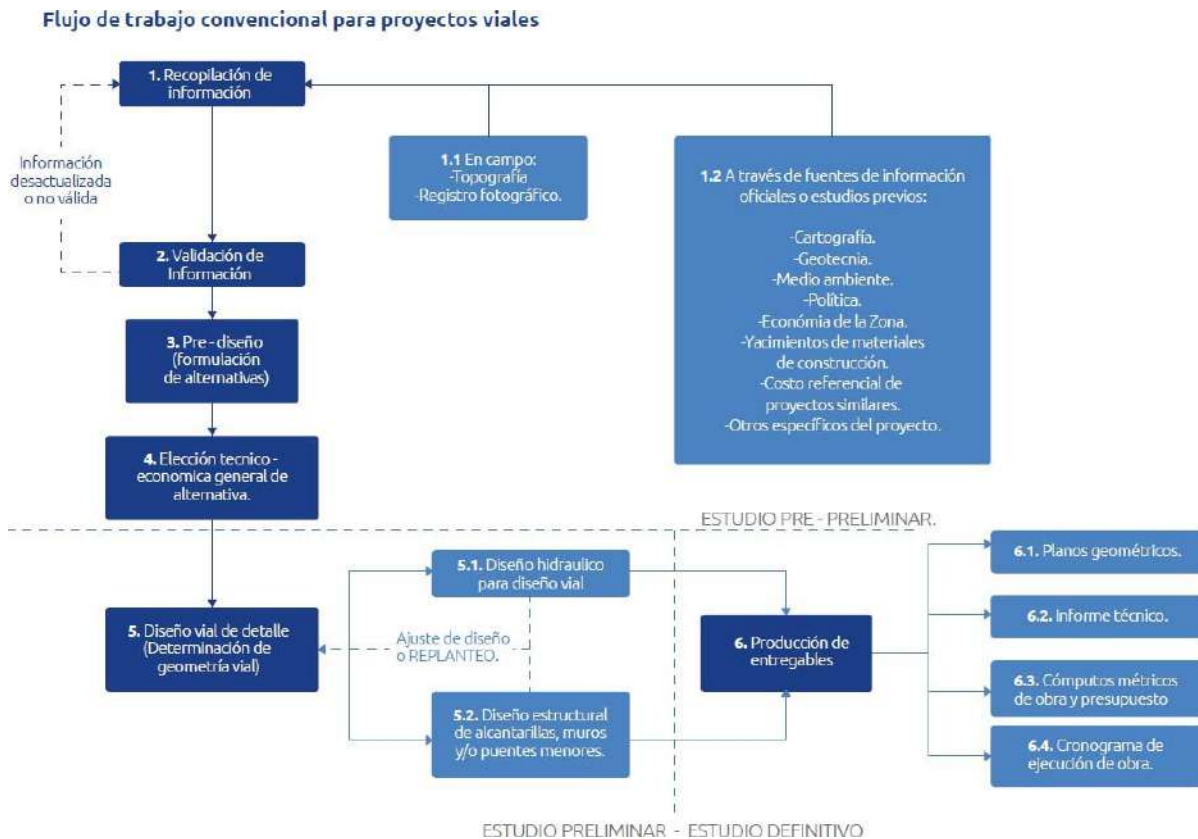 Flujo de trabajo convencional para proyectos viales
1. Recopilación de
información
Información
desactualizada
o no válida
1.1 En campo:
-Topografía
-Registro fotográfico.
1.2 A través de fuentes de información
oficiales o estudios previos:
-Cartografía.
-Geotecnia.
-Medio ambiente.
-Política.
-Económia de la Zona.
-Yacimientos de materiales
de construcción.
-Costo referencial de
proyectos similares.
-Otros específicos del proyecto.
2. Validación de
Información
3. Pre - diseño
(formulación
de alternativas)
4. Elección tecnico -
economica general de
alternativa.
ESTUDIO PRE - PRELIMINAR.
5. Diseño vial de detalle
(Determinación de
geometría vial)
5.1. Diseño hidraulico
para diseño vial
Ajuste de diseño
o REPLANTEO.
5.2. Diseño estructural
de alcantarillas, muros
y/o puentes menores.
6. Producción de
entregables
6.1. Planos geométricos.
6.2. Informe técnico.
6.3. Cómputos métricos
de obra y presupuesto
6.4. Cronograma de
ejecución de obra.
ESTUDIO PRELIMINAR - ESTUDIO DEFINITIVO